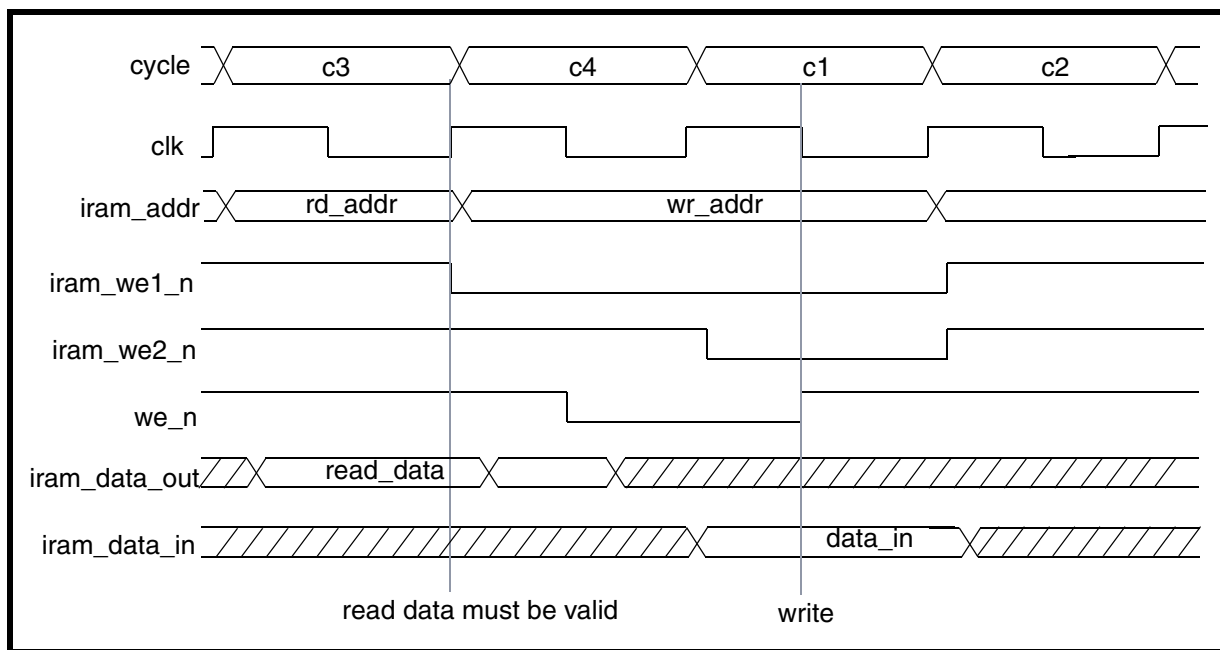 cycle c3 c4 c1 c2
clk
iram_addr rd_addr wr_addr
iram_we1_n
iram_we2_n
we_n
iram_data_out read_data
iram_data_in data_in
read data must be valid write